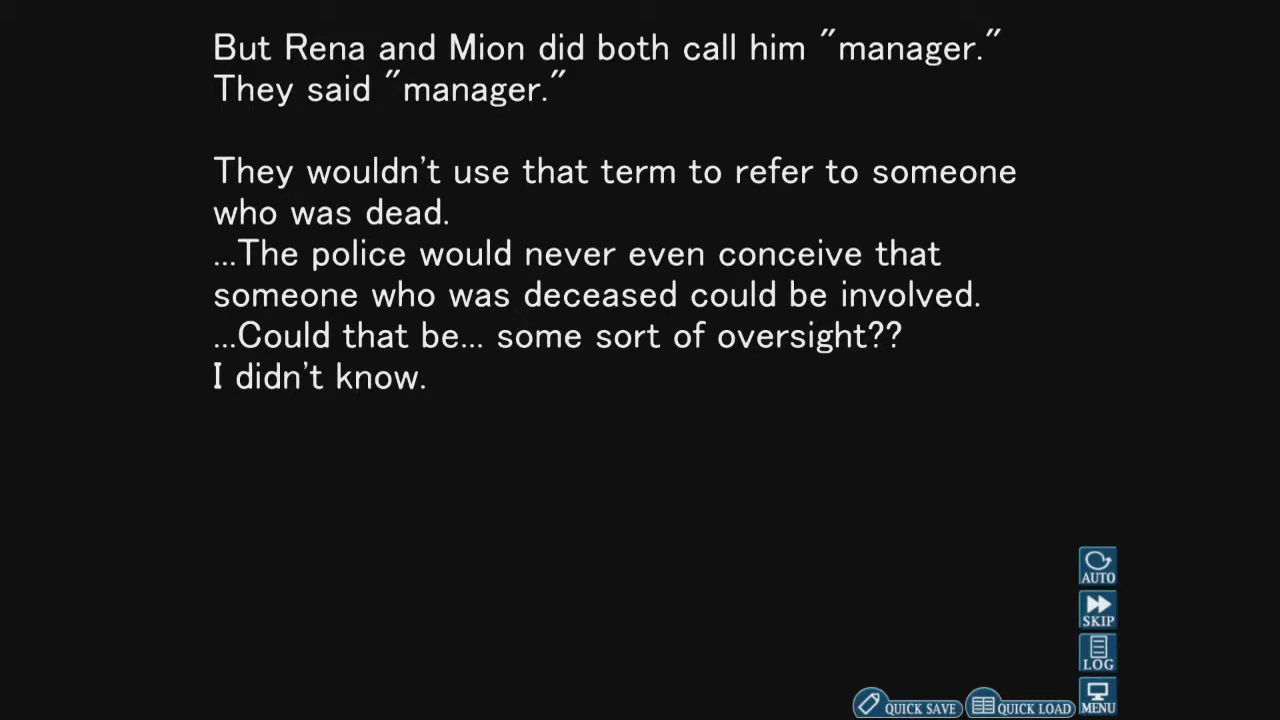 But Rena and Mion did both call him "manager."
They said "manager."
They wouldn't use that term to refer to someone
who was dead.
...The police would never even conceive that
someone who was deceased could be involved.
...Could that be... some sort of oversight??
I didn't know.
AUTO
SKIP
LOG
MENU
QUICK SAVE
QUICK LOAD